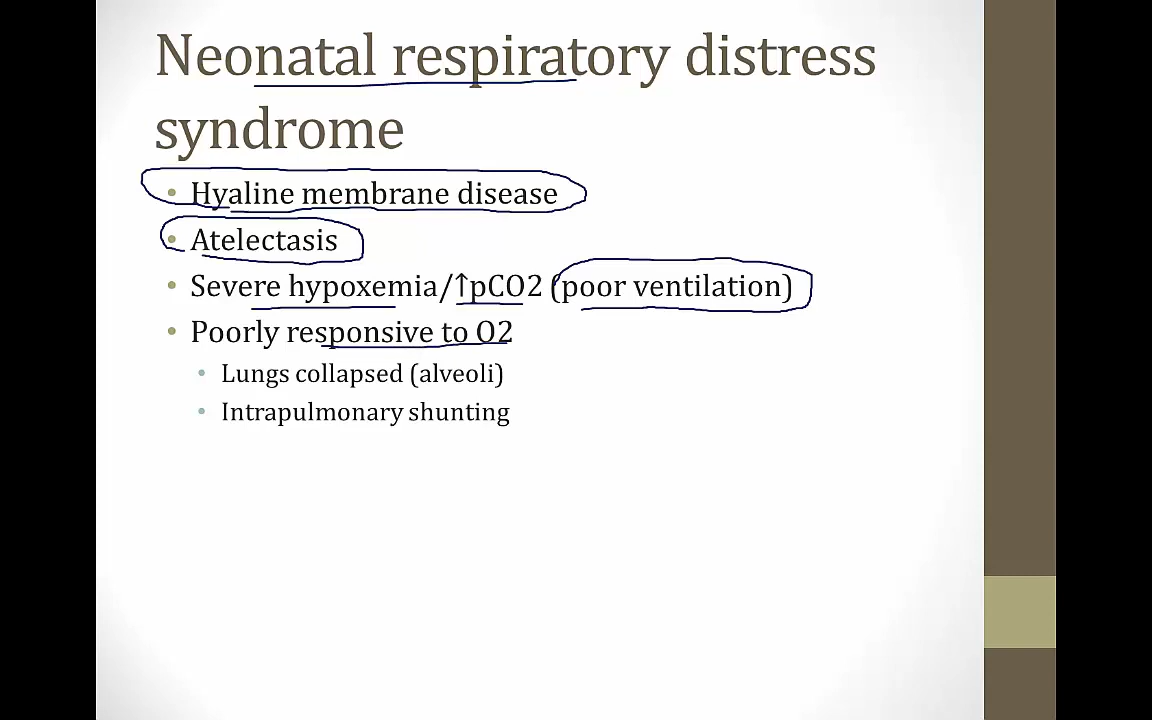 Neonatal respiratory distress
syndrome
• Hyaline membrane disease
• Atelectasis
• Severe hypoxemia/↑pCO2 (poor ventilation)
• Poorly responsive to O2
• Lungs collapsed (alveoli)
• Intrapulmonary shunting